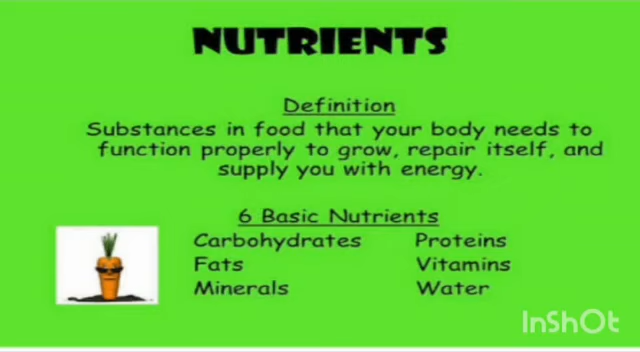 NUTRIENTS
Definition
Substances in food that your body needs to
function properly to grow, repair itself, and
supply you with energy.
6 Basic Nutrients
Carbohydrates Proteins
Fats Vitamins
Minerals Water
InShOt